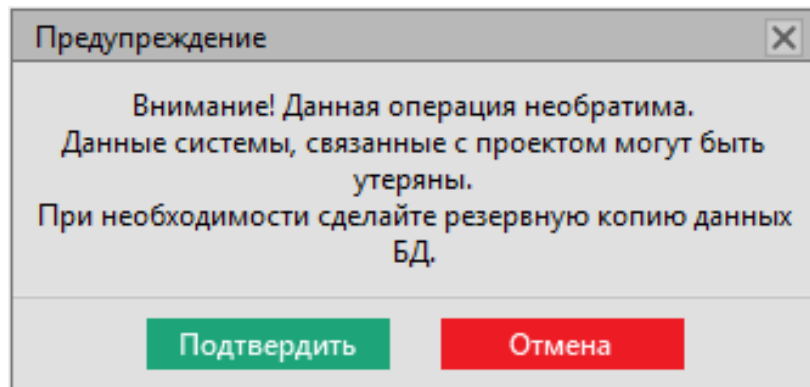 Предупреждение
Внимание! Данная операция необратима.
Данные системы, связанные с проектом могут быть
утеряны.
При необходимости сделайте резервную копию данных
БД.
Подтвердить
Отмена